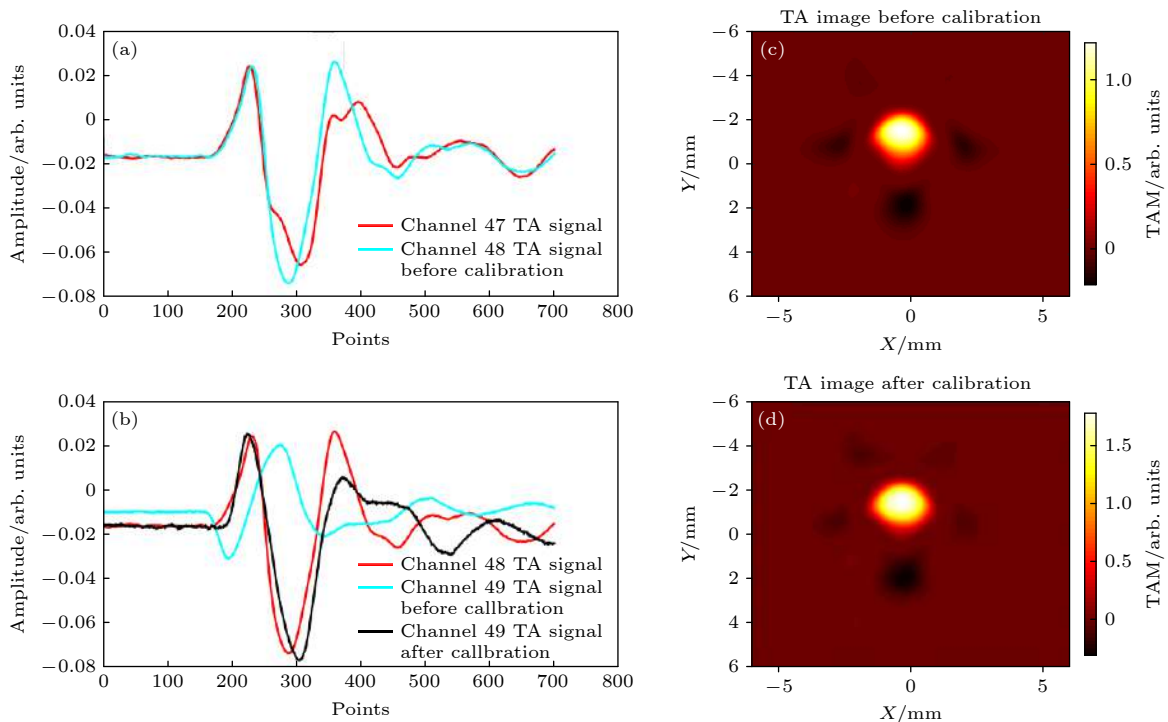 (a)
0.04
0.02
0
−0.02
−0.04
−0.06
−0.08
Amplitude/arb. units
0 100 200 300 400 500 600 700 800
Points
Channel 47 TA signal
Channel 48 TA signal
before calibration
TA image before calibration
(c)
−6
−4
−2
0
2
4
6
Y/mm
−5 0 5
X/mm
1.0
0.5
0
TAM/arb. units
(b)
0.04
0.02
0
−0.02
−0.04
−0.06
−0.08
Amplitude/arb. units
0 100 200 300 400 500 600 700 800
Points
Channel 48 TA signal
Channel 49 TA signal
before callbration
Channel 49 TA signal
after callbration
TA image after calibration
(d)
−6
−4
−2
0
2
4
6
Y/mm
−5 0 5
X/mm
1.5
1.0
0.5
0
TAM/arb. units